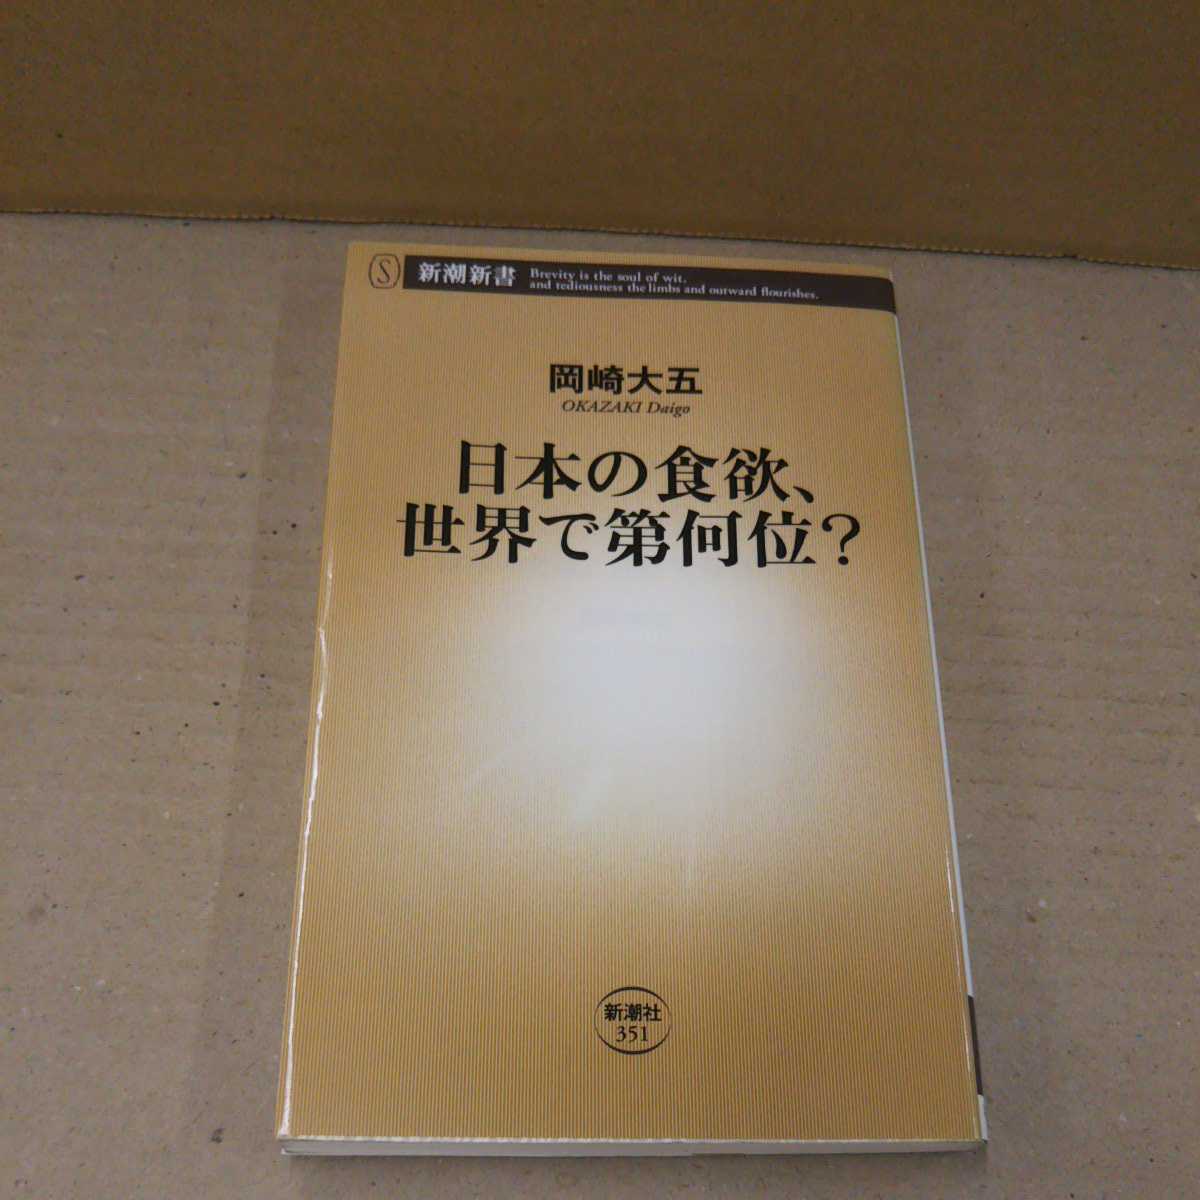 S
新潮新書
Brevity is the soul of wit,
and tediousness the limbs and outward flourishes.
岡崎大五
OKAZAKI Daigo
日本の食欲、
世界で第何位?
新潮社
351